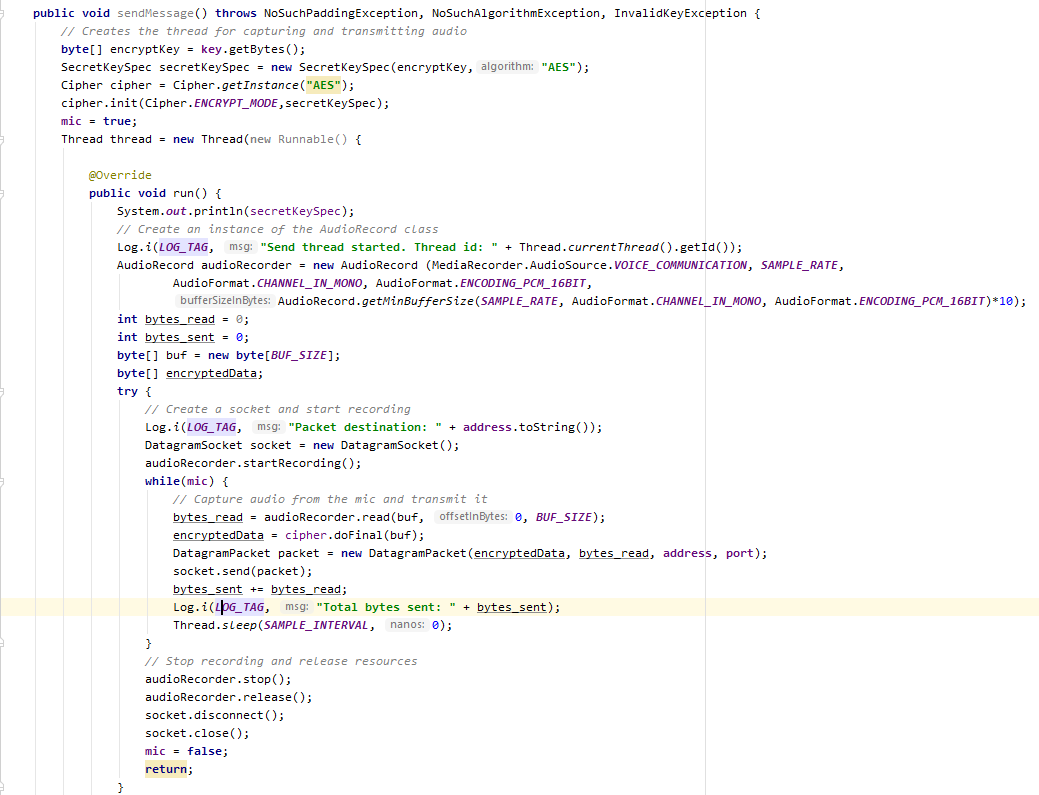 public void sendMessage() throws NoSuchPaddingException, NoSuchAlgorithmException, InvalidKeyException {
// Creates the thread for capturing and transmitting audio
byte[] encryptKey = key.getBytes();
SecretKeySpec secretKeySpec = new SecretKeySpec(encryptKey, algorithm: "AES");
Cipher cipher = Cipher.getInstance("AES");
cipher.init(Cipher.ENCRYPT_MODE,secretKeySpec);
mic = true;
Thread thread = new Thread(new Runnable() {
@Override
public void run() {
System.out.println(secretKeySpec);
// Create an instance of the AudioRecord class
Log.i(LOG_TAG, msg: "Send thread started. Thread id: " + Thread.currentThread().getId());
AudioRecord audioRecorder = new AudioRecord (MediaRecorder.AudioSource.VOICE_COMMUNICATION, SAMPLE_RATE,
AudioFormat.CHANNEL_IN_MONO, AudioFormat.ENCODING_PCM_16BIT,
bufferSizeInBytes: AudioRecord.getMinBufferSize(SAMPLE_RATE, AudioFormat.CHANNEL_IN_MONO, AudioFormat.ENCODING_PCM_16BIT)*10);
int bytes_read = 0;
int bytes_sent = 0;
byte[] buf = new byte[BUF_SIZE];
byte[] encryptedData;
try {
// Create a socket and start recording
Log.i(LOG_TAG, msg: "Packet destination: " + address.toString());
DatagramSocket socket = new DatagramSocket();
audioRecorder.startRecording();
while(mic) {
// Capture audio from the mic and transmit it
bytes_read = audioRecorder.read(buf, offsetInBytes: 0, BUF_SIZE);
encryptedData = cipher.doFinal(buf);
DatagramPacket packet = new DatagramPacket(encryptedData, bytes_read, address, port);
socket.send(packet);
bytes_sent += bytes_read;
Log.i(LOG_TAG, msg: "Total bytes sent: " + bytes_sent);
Thread.sleep(SAMPLE_INTERVAL, nanos: 0);
}
// Stop recording and release resources
audioRecorder.stop();
audioRecorder.release();
socket.disconnect();
socket.close();
mic = false;
return;
}